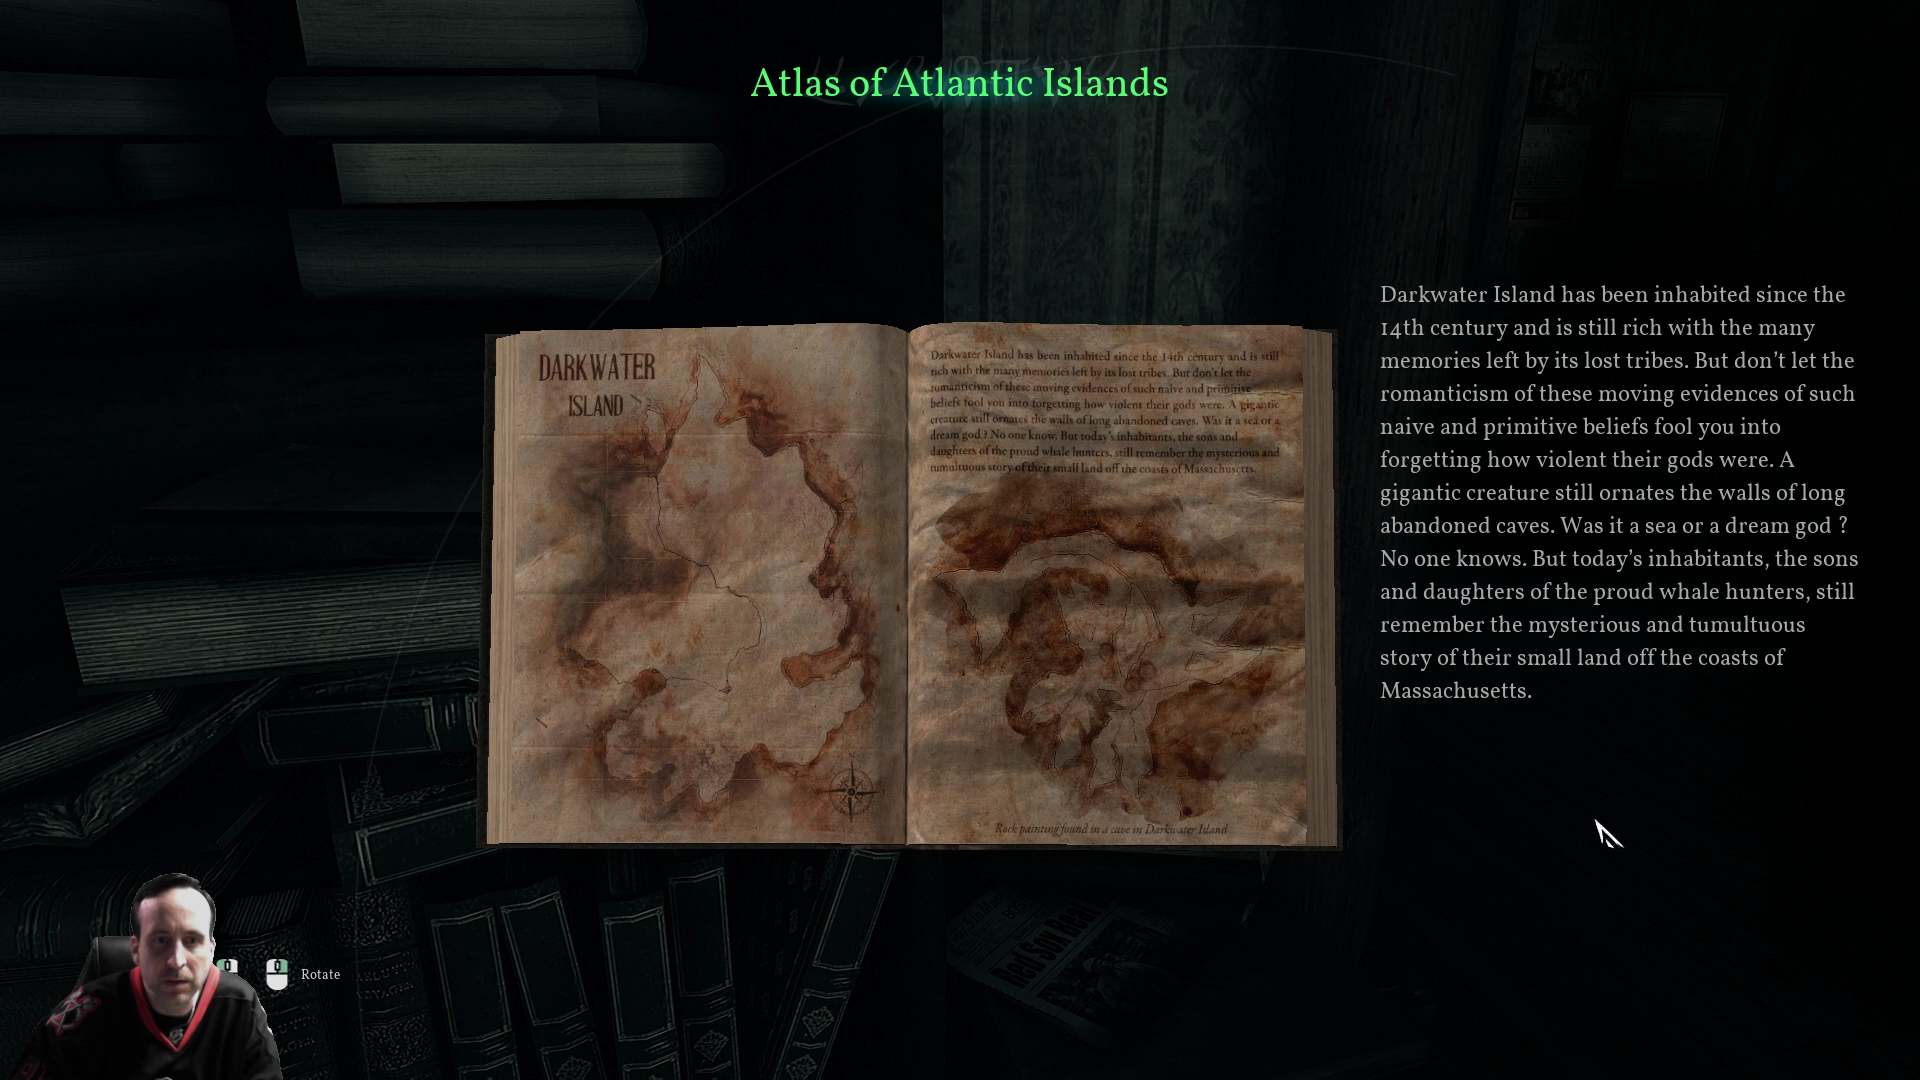 Atlas of Atlantic Islands
DARKWATER
ISLAND
Darkwater Island has been inhabited since the 14th century and is still
rich with the many memories left by its lost tribes. But don't let the
romanticism of these moving evidences of such naive and primitive
beliefs fool you into forgetting how violent their gods were. A gigantic
creature still ornates the walls of long abandoned caves. Was it a sea or a
dream god ? No one know. But today's inhabitants, the sons and
daughters of the proud whale hunters, still remember the mysterious and
tumultuous story of their small land off the coasts of Massachusetts.
Rock painting found in a cave in Darkwater Island
Darkwater Island has been inhabited since the
14th century and is still rich with the many
memories left by its lost tribes. But don't let the
romanticism of these moving evidences of such
naive and primitive beliefs fool you into
forgetting how violent their gods were. A
gigantic creature still ornates the walls of long
abandoned caves. Was it a sea or a dream god ?
No one knows. But today's inhabitants, the sons
and daughters of the proud whale hunters, still
remember the mysterious and tumultuous
story of their small land off the coasts of
Massachusetts.
Red Sox Beat
Rotate